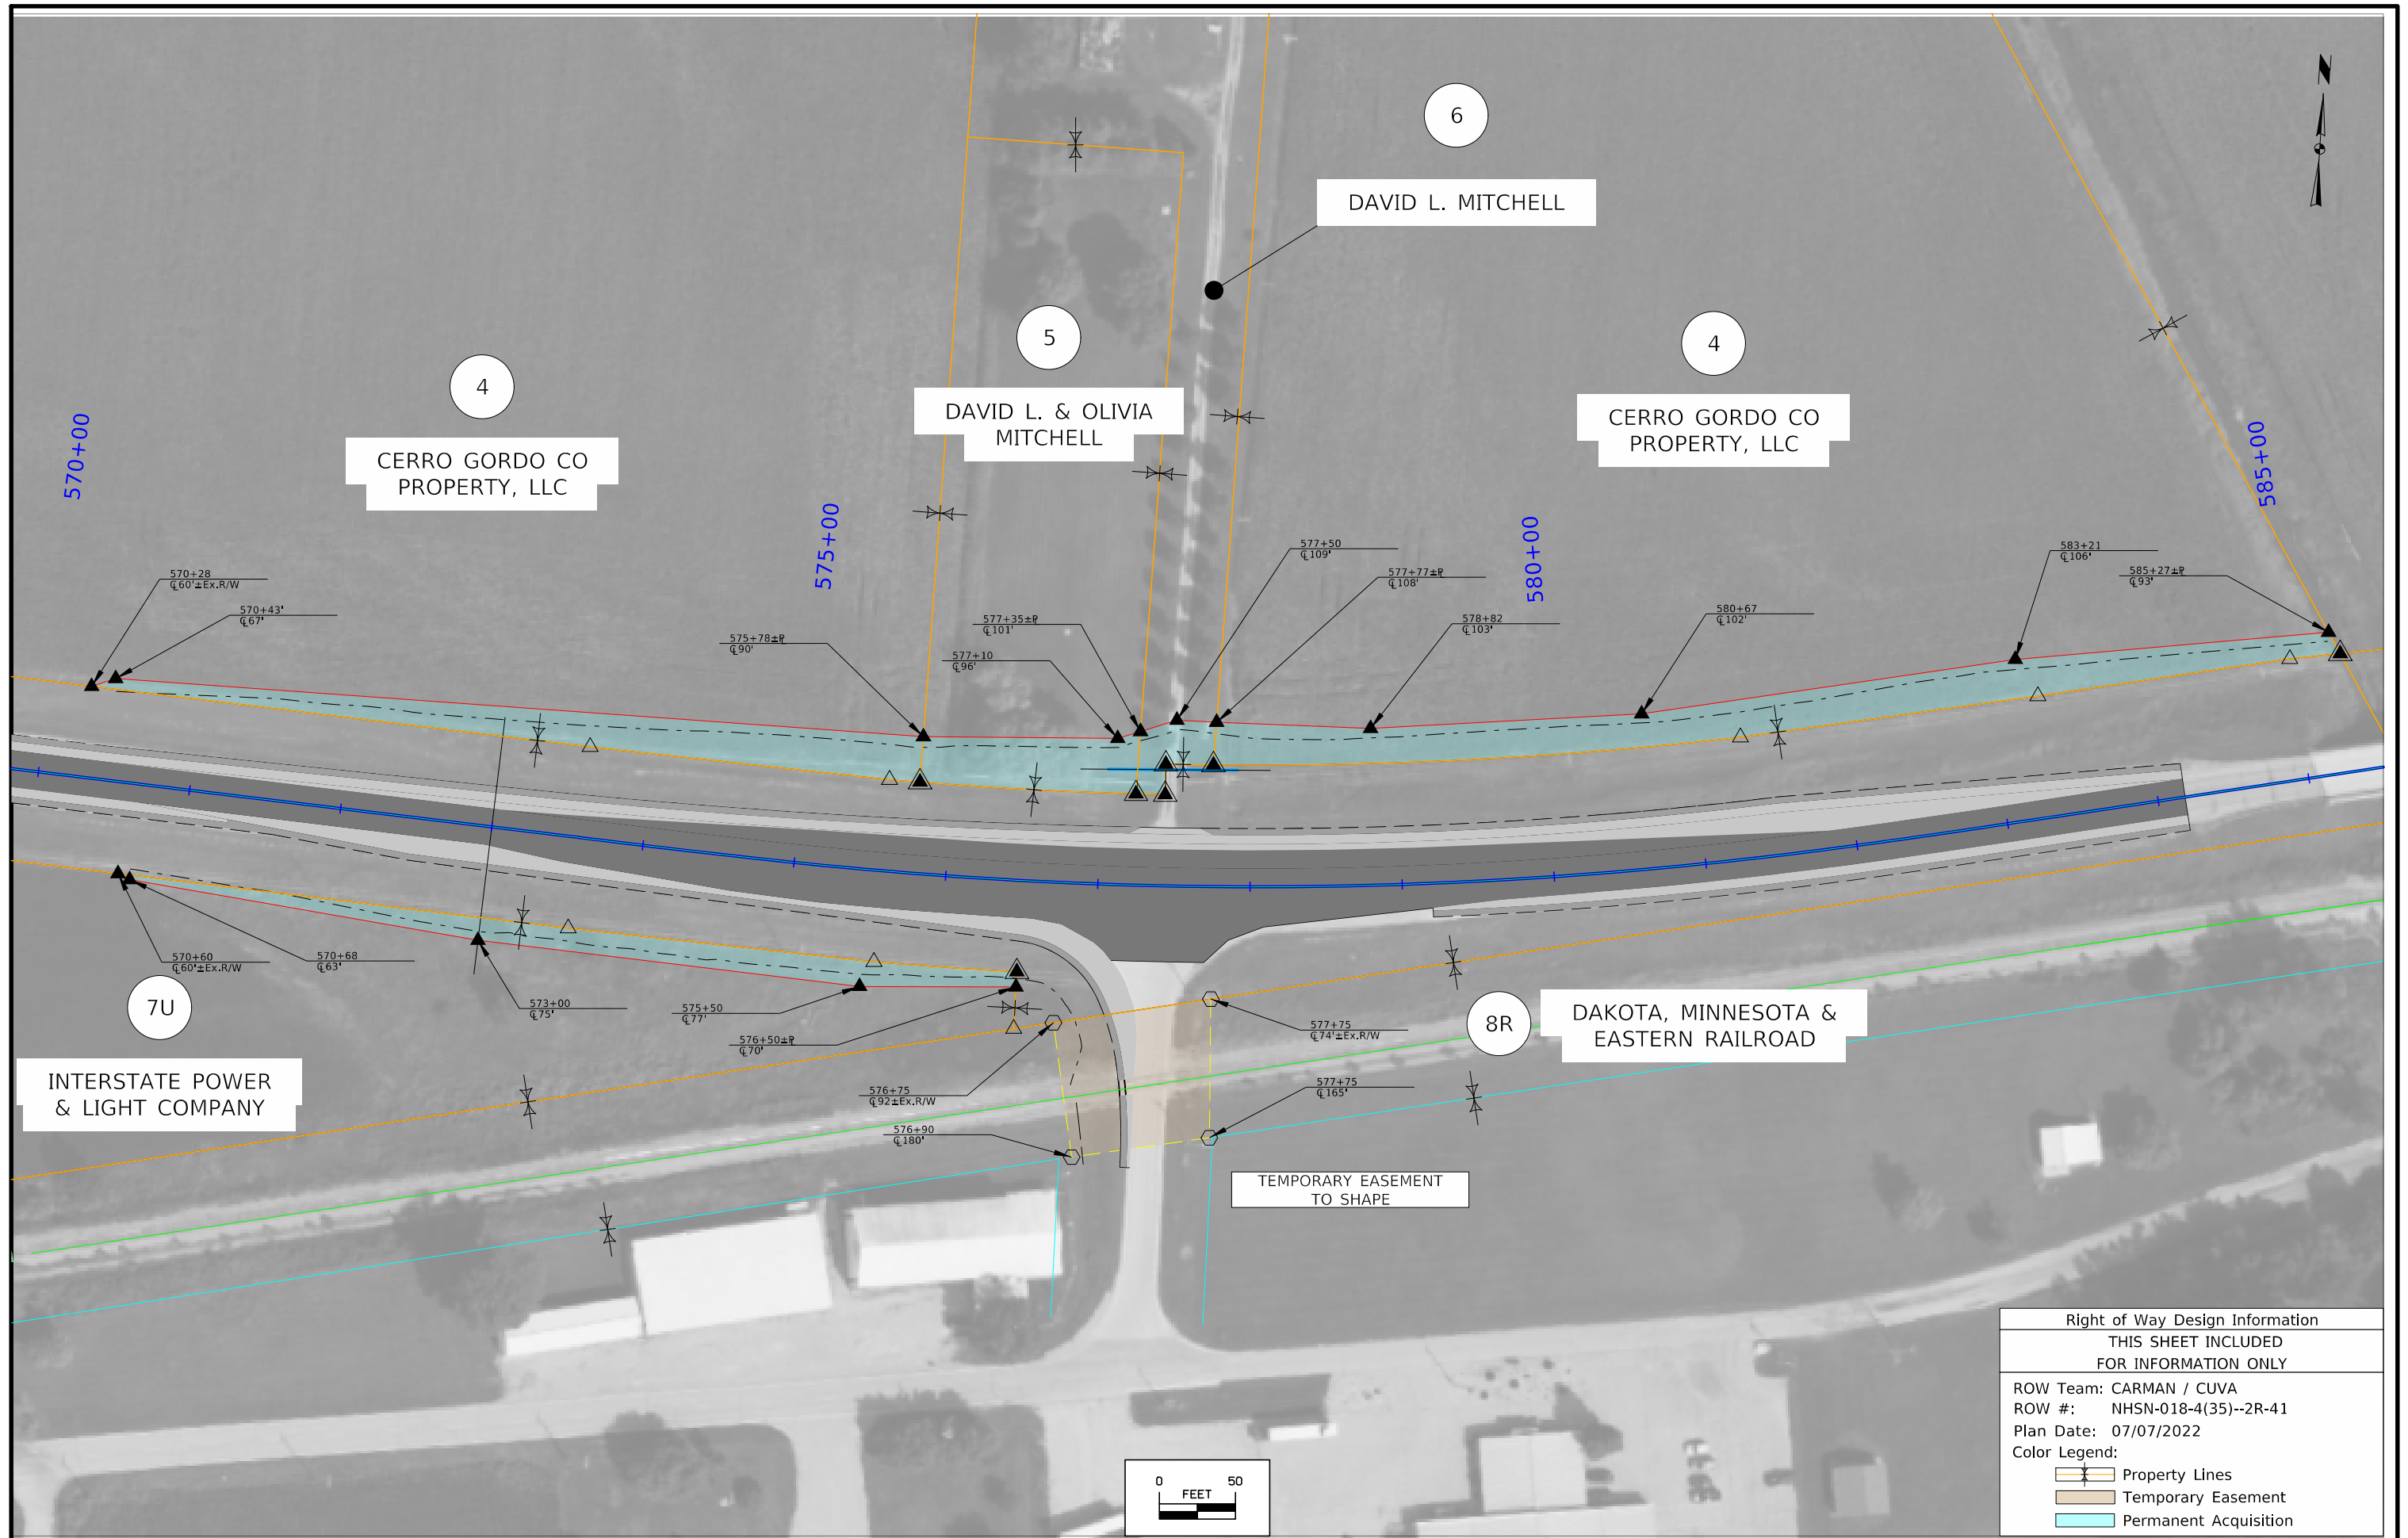 N
6
DAVID L. MITCHELL
5
DAVID L. & OLIVIA
MITCHELL
4
CERRO GORDO CO
PROPERTY, LLC
4
CERRO GORDO CO
PROPERTY, LLC
570+00
575+00
580+00
585+00
570+28
℄60'±Ex.R/W
570+43'
℄67'
575+78±℄
℄90'
577+10
℄96'
577+35±℄
℄101'
577+50
℄109'
577+77±℄
℄108'
578+82
℄103'
580+67
℄102'
583+21
℄106'
585+27±℄
℄93'
570+60
℄60'±Ex.R/W
570+68
℄63'
573+00
℄75'
575+50
℄77'
576+50±℄
℄70'
576+75
℄92±Ex.R/W
576+90
℄180'
577+75
℄74'±Ex.R/W
577+75
℄165'
7U
INTERSTATE POWER
& LIGHT COMPANY
8R
DAKOTA, MINNESOTA &
EASTERN RAILROAD
TEMPORARY EASEMENT
TO SHAPE
0 50
FEET
Right of Way Design Information
THIS SHEET INCLUDED
FOR INFORMATION ONLY
ROW Team: CARMAN / CUVA
ROW #: NHSN-018-4(35)--2R-41
Plan Date: 07/07/2022
Color Legend:
Property Lines
Temporary Easement
Permanent Acquisition